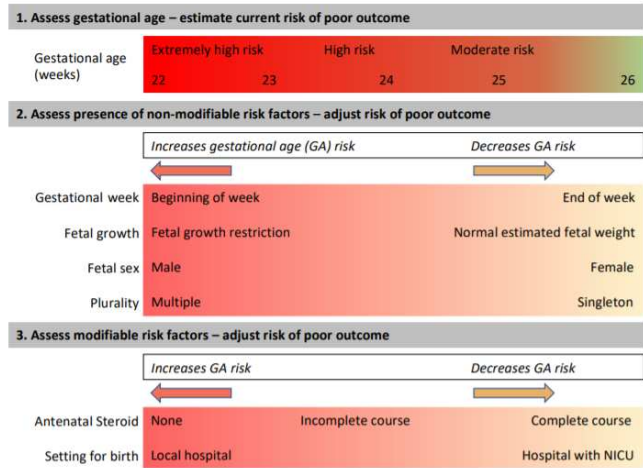 1. Assess gestational age – estimate current risk of poor outcome
Gestational age (weeks)
Extremely high risk High risk Moderate risk
22 23 24 25 26
2. Assess presence of non-modifiable risk factors – adjust risk of poor outcome
Increases gestational age (GA) risk Decreases GA risk
Gestational week Beginning of week End of week
Fetal growth Fetal growth restriction Normal estimated fetal weight
Fetal sex Male Female
Plurality Multiple Singleton
3. Assess modifiable risk factors – adjust risk of poor outcome
Increases GA risk Decreases GA risk
Antenatal Steroid None Incomplete course Complete course
Setting for birth Local hospital Hospital with NICU